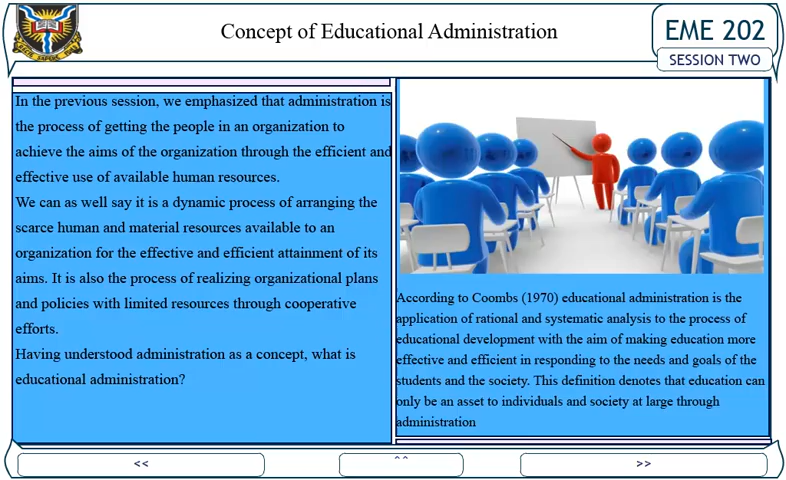 Concept of Educational Administration
EME 202
SESSION TWO
In the previous session, we emphasized that administration is
the process of getting the people in an organization to
achieve the aims of the organization through the efficient and
effective use of available human resources.
We can as well say it is a dynamic process of arranging the
scarce human and material resources available to an
organization for the effective and efficient attainment of its
aims. It is also the process of realizing organizational plans
and policies with limited resources through cooperative
efforts.
Having understood administration as a concept, what is
educational administration?
According to Coombs (1970) educational administration is the
application of rational and systematic analysis to the process of
educational development with the aim of making education more
effective and efficient in responding to the needs and goals of the
students and the society. This definition denotes that education can
only be an asset to individuals and society at large through
administration
<<
^^
>>